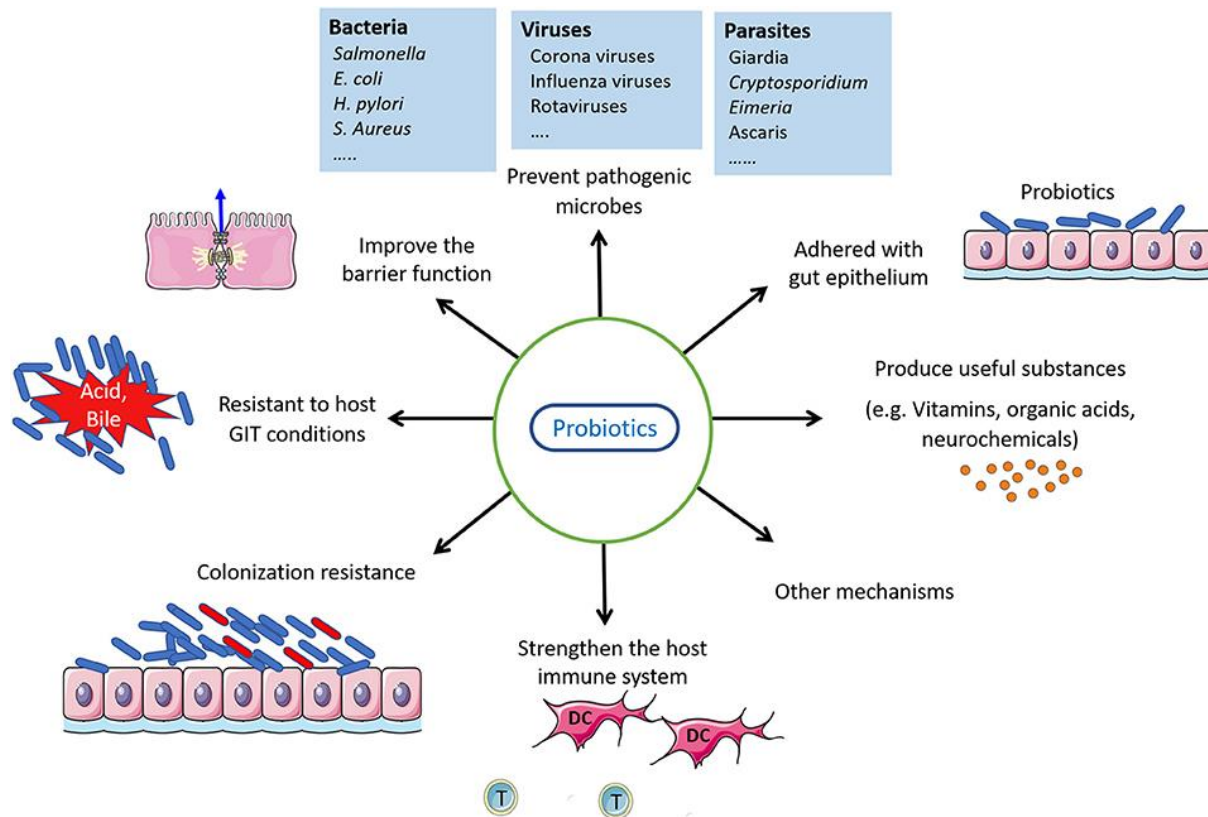 Bacteria
Salmonella
E. coli
H. pylori
S. Aureus
…..
Viruses
Corona viruses
Influenza viruses
Rotaviruses
….
Parasites
Giardia
Cryptosporidium
Eimeria
Ascaris
……
Prevent pathogenic
microbes
Probiotics
Improve the
barrier function
Adhered with
gut epithelium
Acid,
Bile
Resistant to host
GIT conditions
Probiotics
Produce useful substances
(e.g. Vitamins, organic acids,
neurochemicals)
Colonization resistance
Other mechanisms
Strengthen the host
immune system
DC
DC
T
T